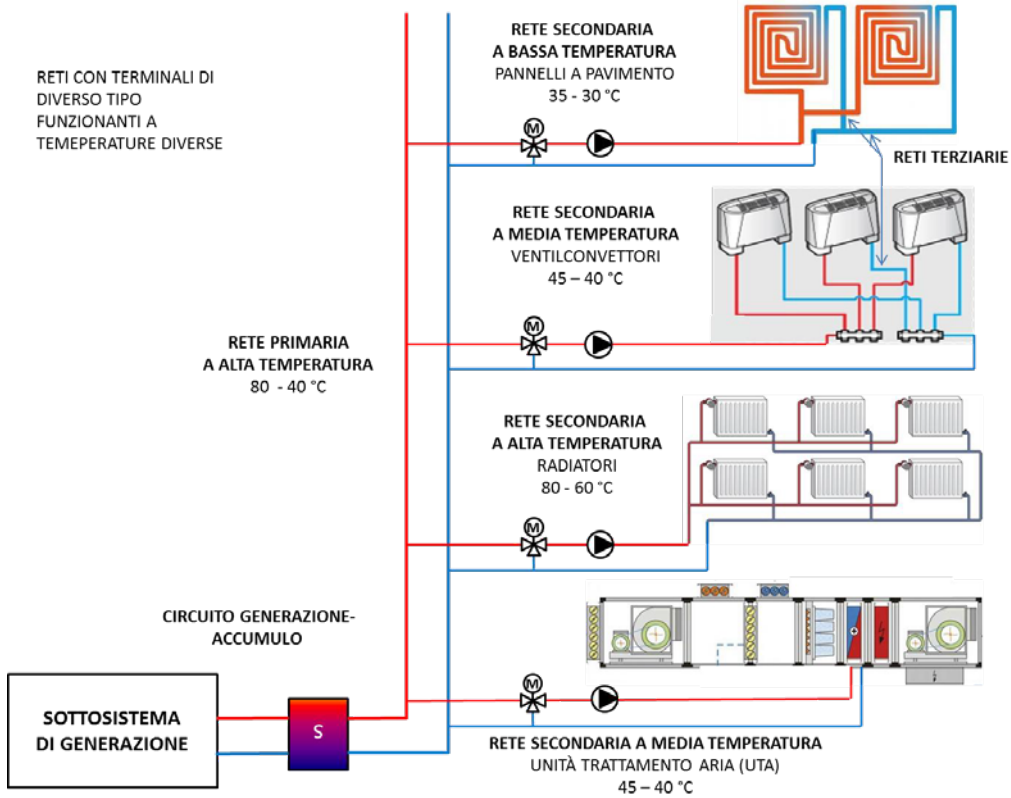 RETI CON TERMINALI DI
DIVERSO TIPO
FUNZIONANTI A
TEMEPERATURE DIVERSE
RETE SECONDARIA
A BASSA TEMPERATURA
PANNELLI A PAVIMENTO
35 - 30 °C
M
RETI TERZIARIE
RETE SECONDARIA
A MEDIA TEMPERATURA
VENTILCONVETTORI
45 – 40 °C
M
RETE PRIMARIA
A ALTA TEMPERATURA
80 - 40 °C
RETE SECONDARIA
A ALTA TEMPERATURA
RADIATORI
80 - 60 °C
M
CIRCUITO GENERAZIONE-
ACCUMULO
M
SOTTOSISTEMA
DI GENERAZIONE
S
RETE SECONDARIA A MEDIA TEMPERATURA
UNITÀ TRATTAMENTO ARIA (UTA)
45 – 40 °C